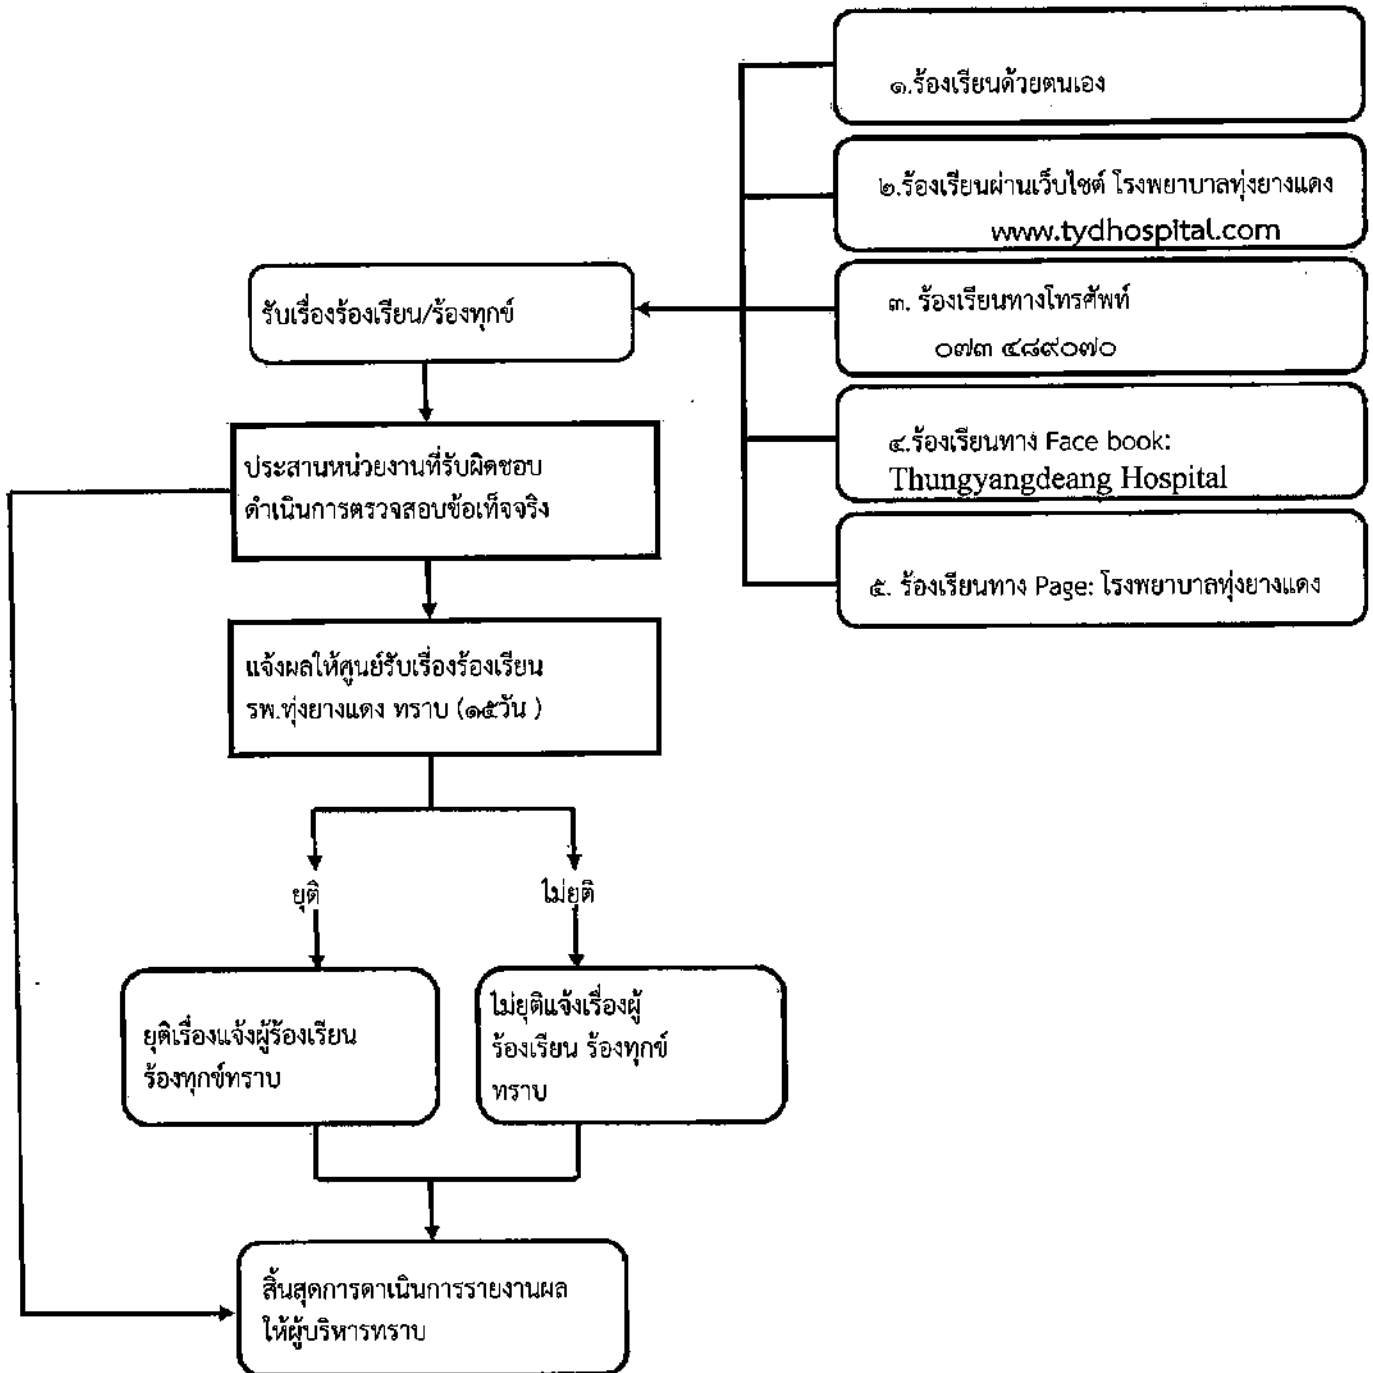 ๑.ร้องเรียนด้วยตนเอง
๒.ร้องเรียนผ่านเว็บไซต์ โรงพยาบาลทุ่งยางแดง
www.tydhospital.com
๓. ร้องเรียนทางโทรศัพท์
๐๗๓ ๔๘๙๐๗๐
๔.ร้องเรียนทาง Face book:
Thungyangdeang Hospital
๕. ร้องเรียนทาง Page: โรงพยาบาลทุ่งยางแดง
รับเรื่องร้องเรียน/ร้องทุกข์
ประสานหน่วยงานที่รับผิดชอบ
ดำเนินการตรวจสอบข้อเท็จจริง
แจ้งผลให้ศูนย์รับเรื่องร้องเรียน
รพ.ทุ่งยางแดง ทราบ (๑๕วัน )
ยุติ
ไม่ยุติ
ยุติเรื่องแจ้งผู้ร้องเรียน
ร้องทุกข์ทราบ
ไม่ยุติแจ้งเรื่องผู้
ร้องเรียน ร้องทุกข์
ทราบ
สิ้นสุดการดาเนินการรายงานผล
ให้ผู้บริหารทราบ